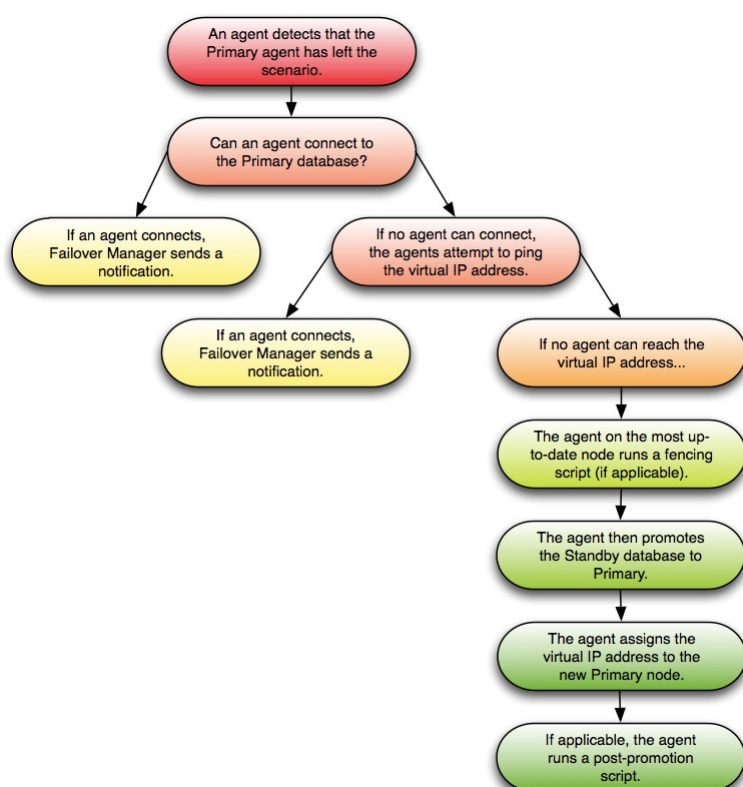 An agent detects that the
Primary agent has left the
scenario.
Can an agent connect to
the Primary database?
If an agent connects,
Failover Manager sends a
notification.
If no agent can connect,
the agents attempt to ping
the virtual IP address.
If an agent connects,
Failover Manager sends a
notification.
If no agent can reach the
virtual IP address...
The agent on the most up-
to-date node runs a fencing
script (if applicable).
The agent then promotes
the Standby database to
Primary.
The agent assigns the
virtual IP address to the
new Primary node.
If applicable, the agent
runs a post-promotion
script.